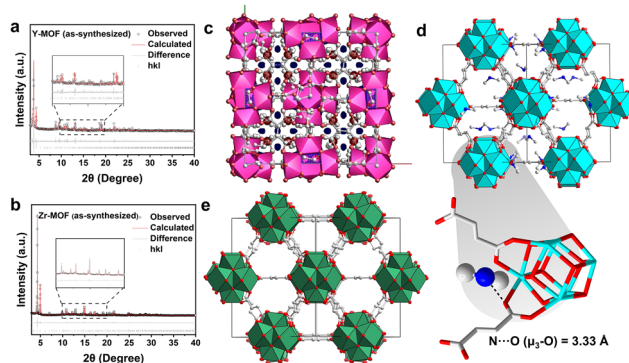 a
Y-MOF (as-synthesized)
Observed
Calculated
Difference
hkl
Intensity (a.u.)
0 5 10 15 20 25 30 35 40
2θ (Degree)
b
Zr-MOF (as-synthesized)
Observed
Calculated
Difference
hkl
Intensity (a.u.)
5 10 15 20 25 30 35 40
2θ (Degree)
c
d
e
N···O (μ₃-O) = 3.33 Å